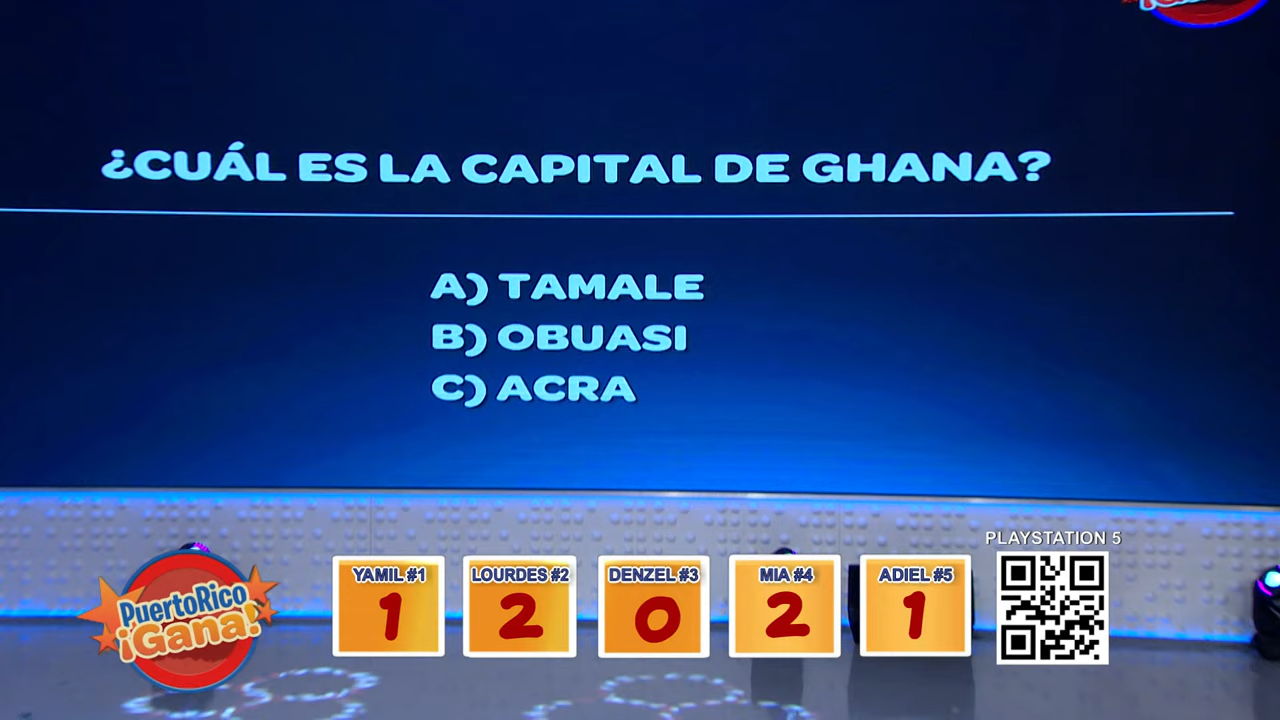 ¿CUÁL ES LA CAPITAL DE GHANA?
A) TAMALE
B) OBUASI
C) ACRA
PLAYSTATION 5
YAMIL #1
LOURDES #2
DENZEL #3
MIA #4
ADIEL #5
1
2
0
2
1
PuertoRico
¡Gana!